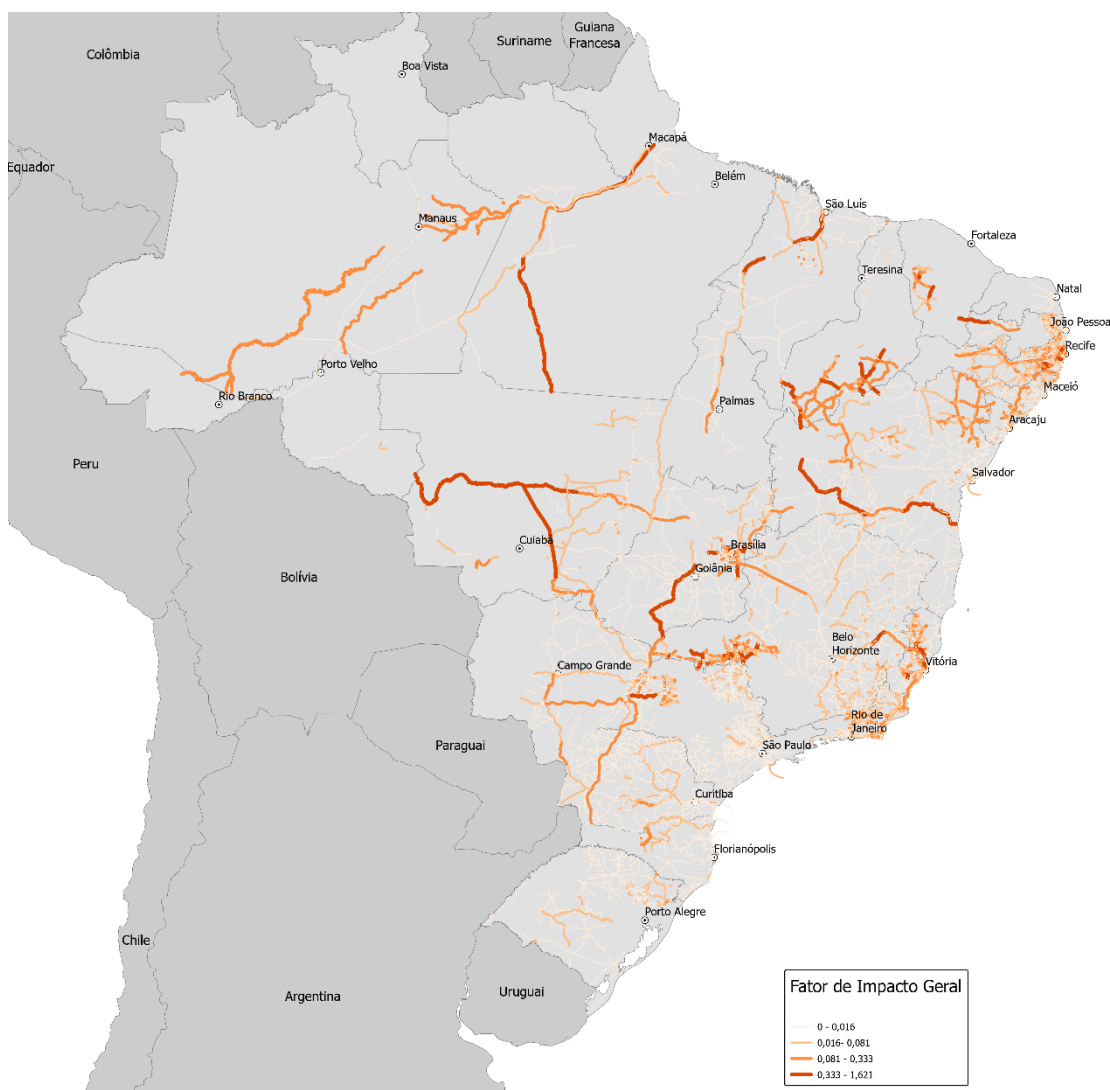 Guiana
Francesa
Suriname
Colômbia
Boa Vista
Macapá
Equador
Belém
São Luís
Manaus
Fortaleza
Teresina
Natal
João Pessoa
Recife
Porto Velho
Maceió
Rio Branco
Palmas
Aracaju
Peru
Salvador
Cuiabá
Brasília
Goiânia
Bolívia
Belo
Horizonte
Vitória
Campo Grande
Rio de
Janeiro
Paraguai
São Paulo
Curitiba
Florianópolis
Porto Alegre
Chile
Argentina
Uruguai
Fator de Impacto Geral
0 - 0,016
0,016- 0,081
0,081 - 0,333
0,333 - 1,621